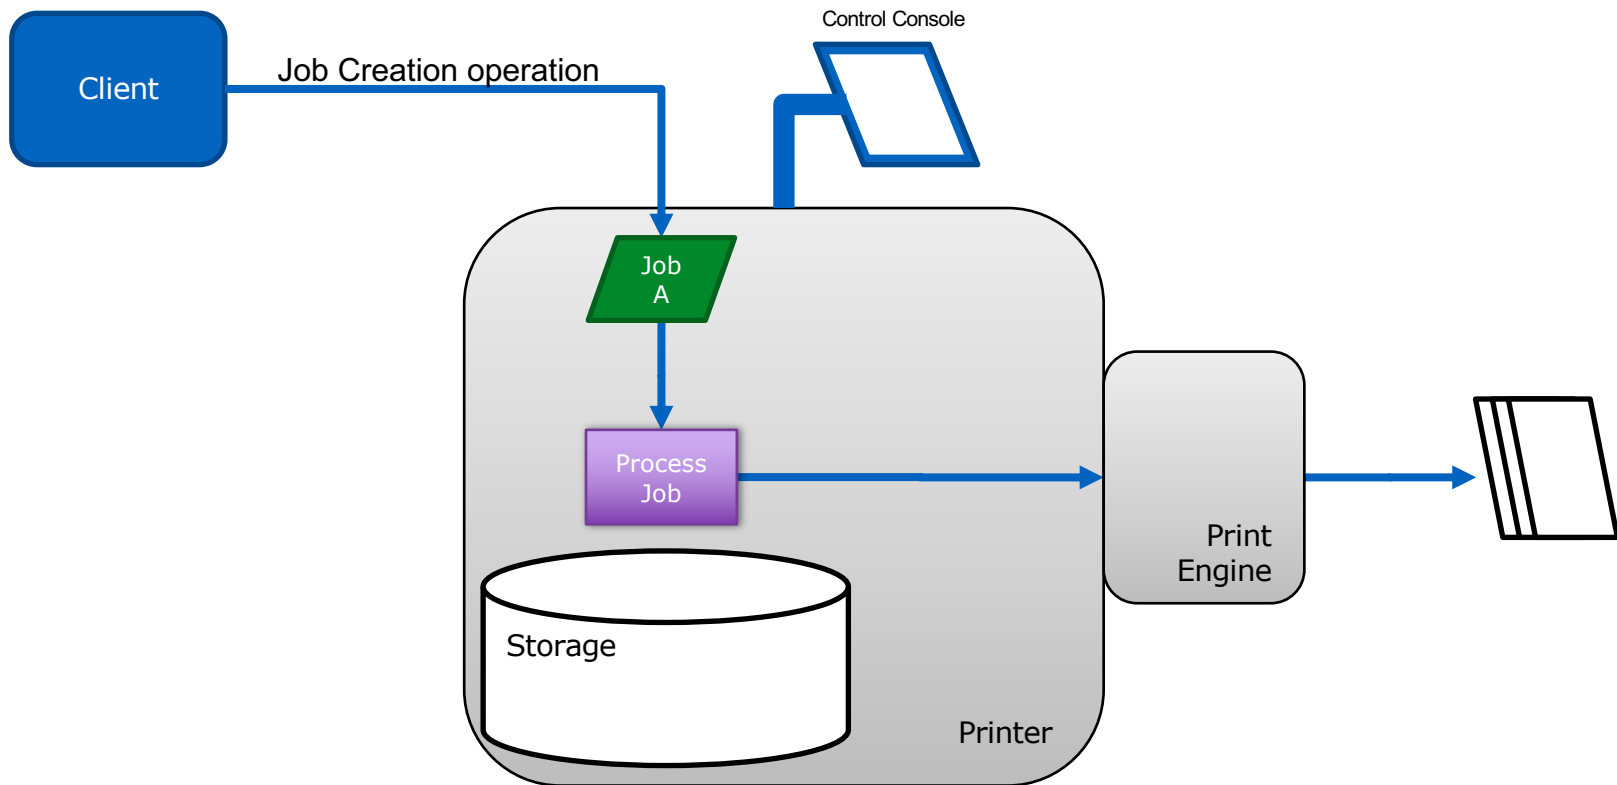 Control Console
Client
Job Creation operation
Job
A
Process
Job
Print
Engine
Storage
Printer